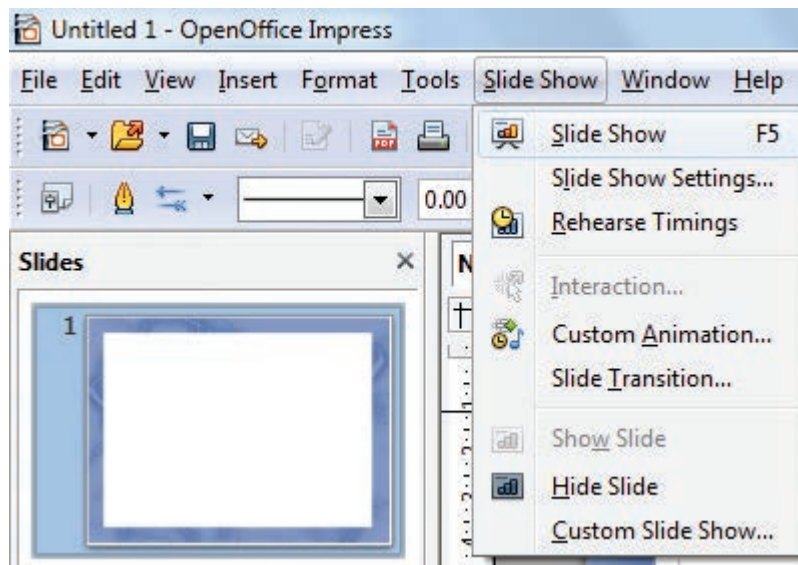 Untitled 1 - OpenOffice Impress
File Edit View Insert Format Tools Slide Show Window Help
PDF
0.00
Slides
1
Slide Show F5
Slide Show Settings...
Rehearse Timings
Interaction...
Custom Animation...
Slide Transition...
Show Slide
Hide Slide
Custom Slide Show...